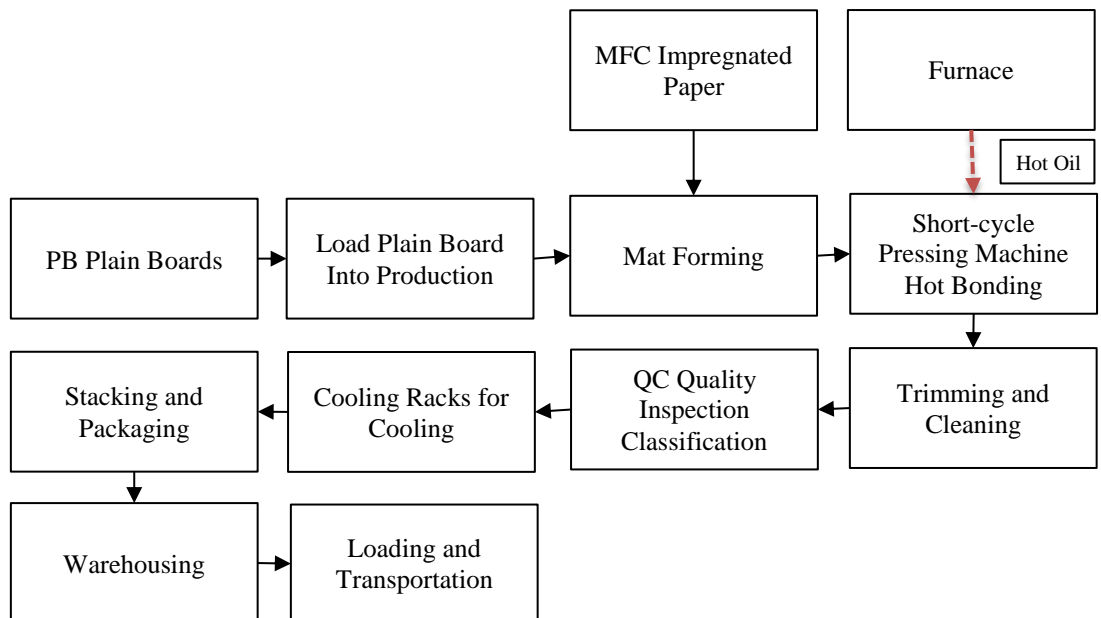 MFC Impregnated
Paper
Furnace
Hot Oil
PB Plain Boards
Load Plain Board
Into Production
Mat Forming
Short-cycle
Pressing Machine
Hot Bonding
Stacking and
Packaging
Cooling Racks for
Cooling
QC Quality
Inspection
Classification
Trimming and
Cleaning
Warehousing
Loading and
Transportation